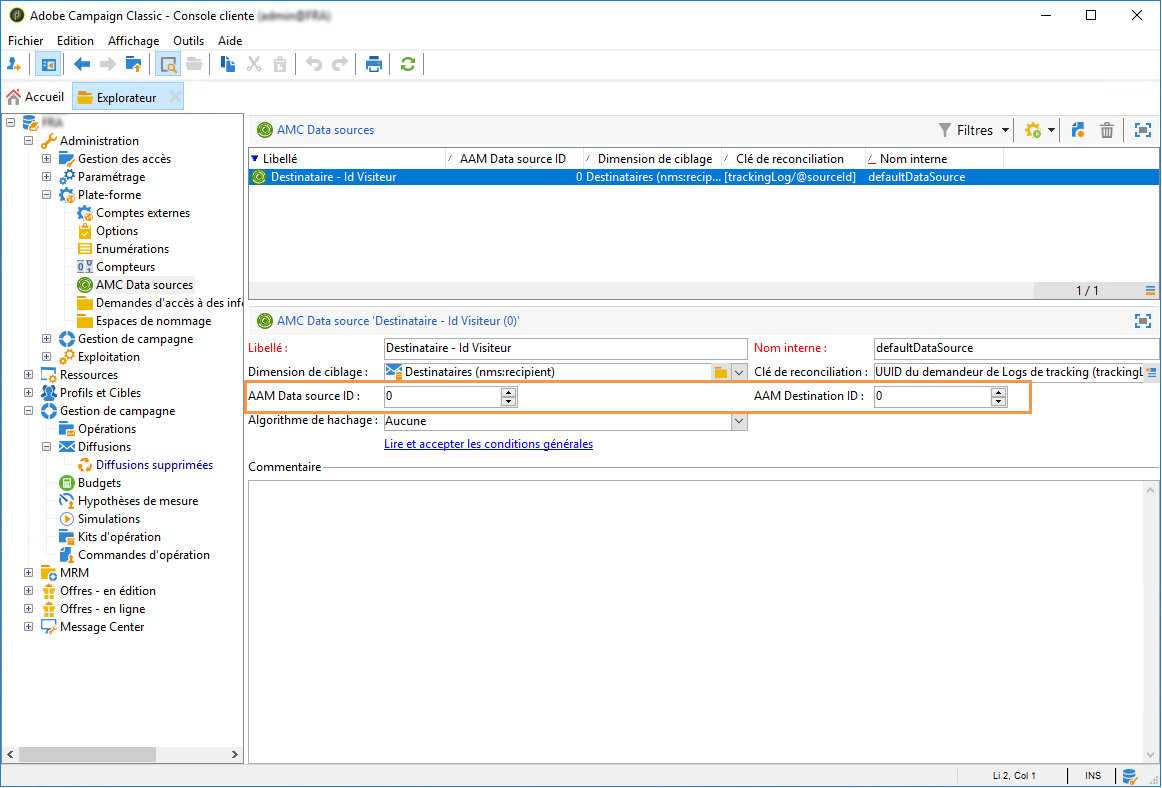 Adobe Campaign Classic - Console cliente
Fichier Edition Affichage Outils Aide
Accueil Explorateur
Administration
Gestion des accès
Paramétrage
Plate-forme
Comptes externes
Options
Enumérations
Compteurs
AMC Data sources
Demandes d'accès à des info
Espaces de nommage
Gestion de campagne
Exploitation
Ressources
Profils et Cibles
Gestion de campagne
Opérations
Diffusions
Diffusions supprimées
Budgets
Hypothèses de mesure
Simulations
Kits d'opération
Commandes d'opération
MRM
Offres - en édition
Offres - en ligne
Message Center
AMC Data sources Filtres
Libellé AAM Data source ID Dimension de ciblage Clé de reconciliation Nom interne
Destinataire - Id Visiteur 0 Destinataires (nms:recip... [trackingLog/@sourceId] defaultDataSource
1 / 1
AMC Data source 'Destinataire - Id Visiteur (0)'
Libellé : Destinataire - Id Visiteur Nom interne : defaultDataSource
Dimension de ciblage : Destinataires (nms:recipient) Clé de reconciliation : UUID du demandeur de Logs de tracking (trackingL
AAM Data source ID : 0 AAM Destination ID : 0
Algorithme de hachage : Aucune
Lire et accepter les conditions générales
Commentaire
Li 2, Col 1 INS